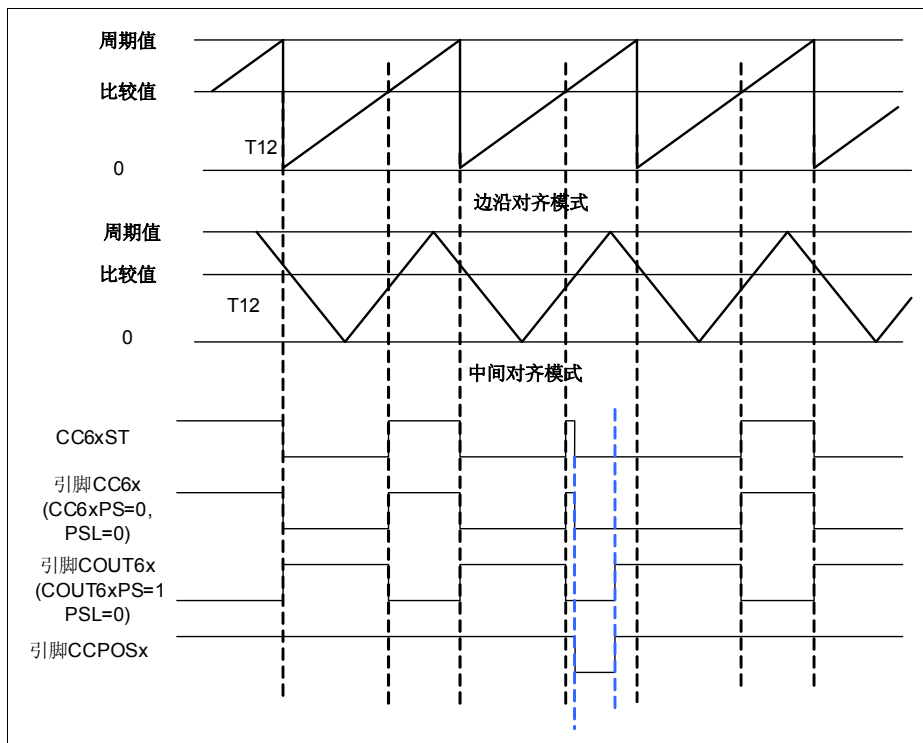 周期值
比较值
T12
0
边沿对齐模式
周期值
比较值
T12
0
中间对齐模式
CC6xST
引脚CC6x
(CC6xPS=0,
PSL=0)
引脚COUT6x
(COUT6xPS=1
PSL=0)
引脚CCPOSx